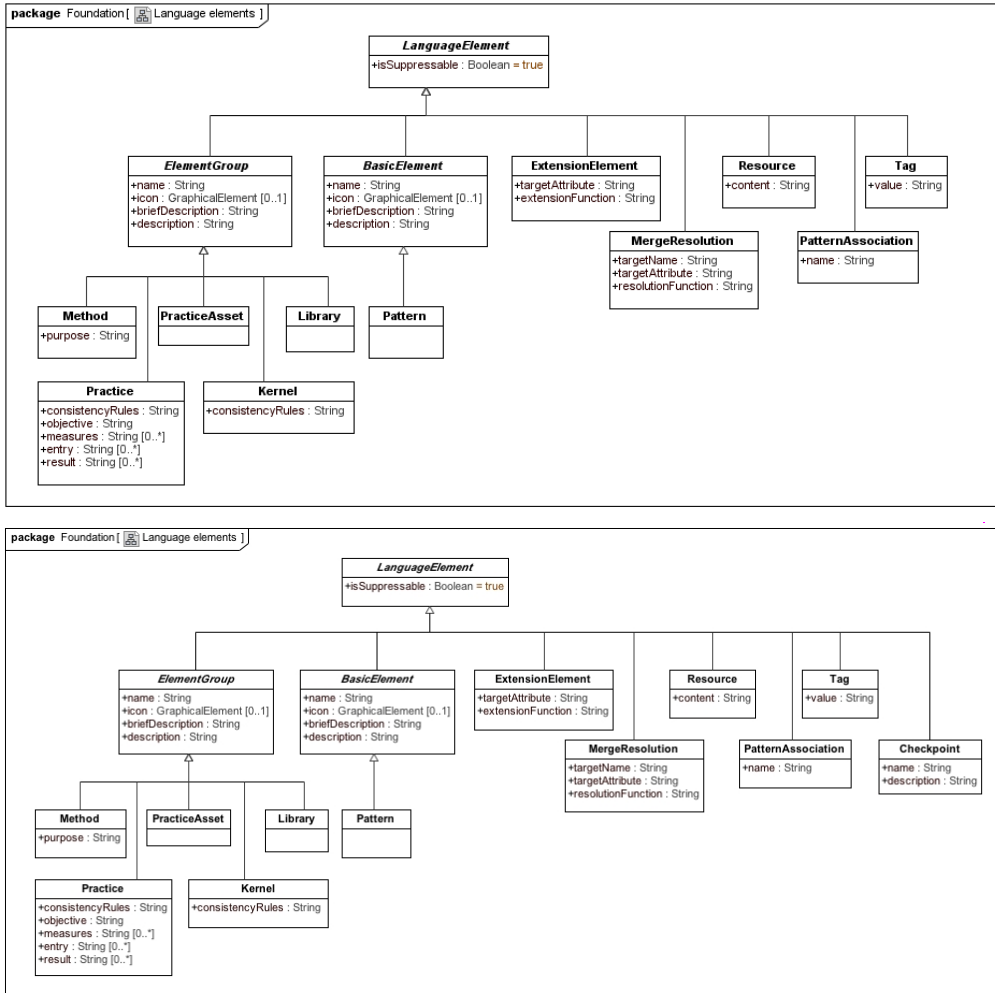 package Foundation [ Language elements ]
LanguageElement
+isSuppressable : Boolean = true
ElementGroup
+name : String
+icon : GraphicalElement [0..1]
+briefDescription : String
+description : String
BasicElement
+name : String
+icon : GraphicalElement [0..1]
+briefDescription : String
+description : String
ExtensionElement
+targetAttribute : String
+extensionFunction : String
Resource
+content : String
Tag
+value : String
MergeResolution
+targetName : String
+targetAttribute : String
+resolutionFunction : String
PatternAssociation
+name : String
Method
+purpose : String
PracticeAsset
Library
Pattern
Practice
+consistencyRules : String
+objective : String
+measures : String [0..*]
+entry : String [0..*]
+result : String [0..*]
Kernel
+consistencyRules : String
package Foundation [ Language elements ]
LanguageElement
+isSuppressable : Boolean = true
ElementGroup
+name : String
+icon : GraphicalElement [0..1]
+briefDescription : String
+description : String
BasicElement
+name : String
+icon : GraphicalElement [0..1]
+briefDescription : String
+description : String
ExtensionElement
+targetAttribute : String
+extensionFunction : String
Resource
+content : String
Tag
+value : String
MergeResolution
+targetName : String
+targetAttribute : String
+resolutionFunction : String
PatternAssociation
+name : String
Checkpoint
+name : String
+description : String
Method
+purpose : String
PracticeAsset
Library
Pattern
Practice
+consistencyRules : String
+objective : String
+measures : String [0..*]
+entry : String [0..*]
+result : String [0..*]
Kernel
+consistencyRules : String